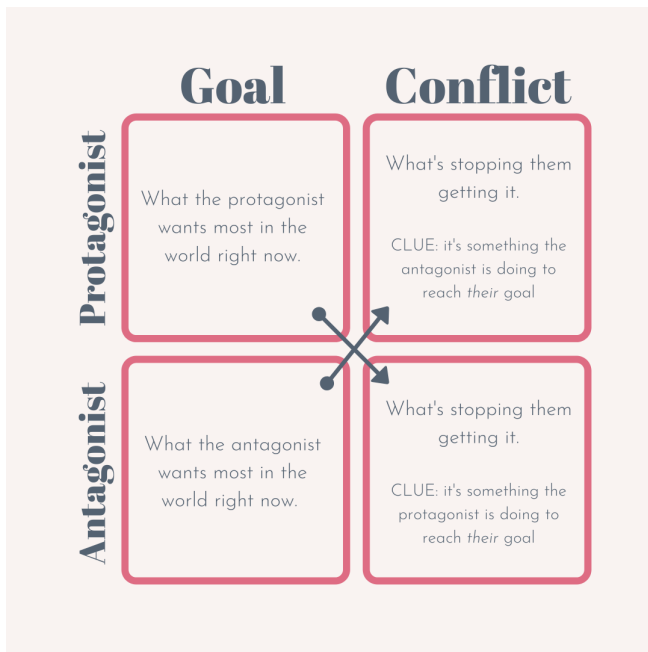 Goal
Conflict
Protagonist
What the protagonist
wants most in the
world right now.
What's stopping them
getting it.
CLUE: it's something the
antagonist is doing to
reach their goal
Antagonist
What the antagonist
wants most in the
world right now.
What's stopping them
getting it.
CLUE: it's something the
protagonist is doing to
reach their goal